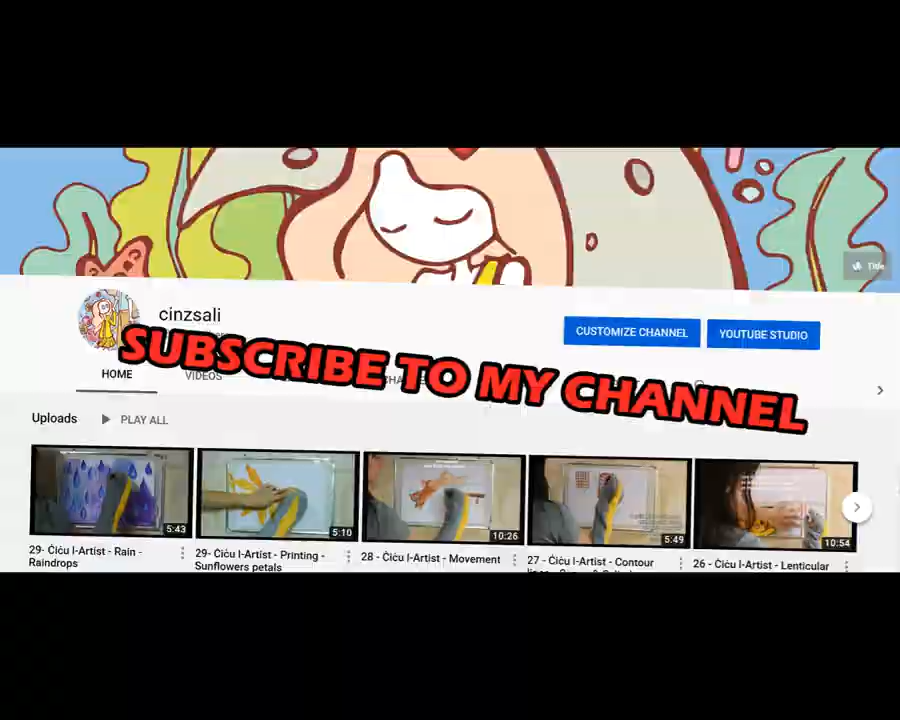 Title
cinzsali
CUSTOMIZE CHANNEL
YOUTUBE STUDIO
SUBSCRIBE TO MY CHANNEL
HOME
VIDEOS
Uploads
PLAY ALL
5:43
5:10
10:26
5:49
10:54
29- Ċiċu l-Artist - Rain -
Raindrops
29- Ċiċu l-Artist - Printing -
Sunflowers petals
28 - Ċiċu l-Artist - Movement
27 - Ċiċu l-Artist - Contour
26 - Ċiċu l-Artist - Lenticular